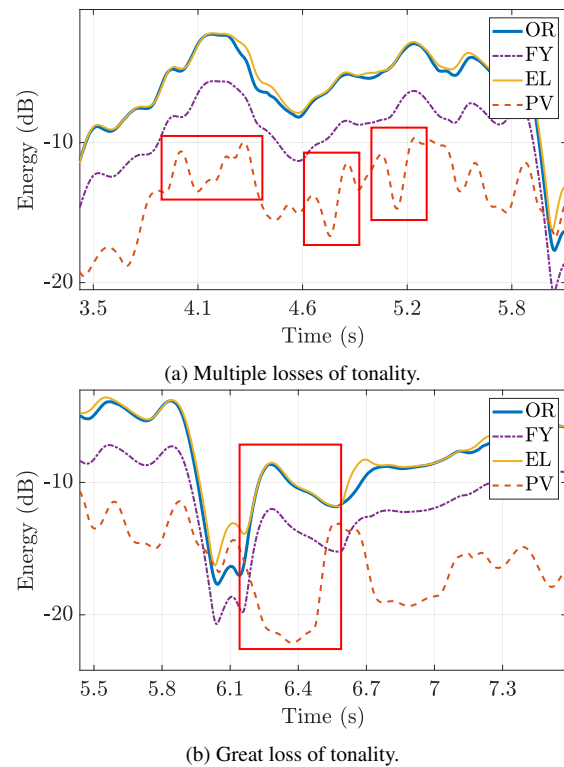 OR
FY
EL
PV
-10
-20
Energy (dB)
3.5 4.1 4.6 5.2 5.8
Time (s)
(a) Multiple losses of tonality.
OR
FY
EL
PV
-10
-20
Energy (dB)
5.5 5.8 6.1 6.4 6.7 7 7.3
Time (s)
(b) Great loss of tonality.